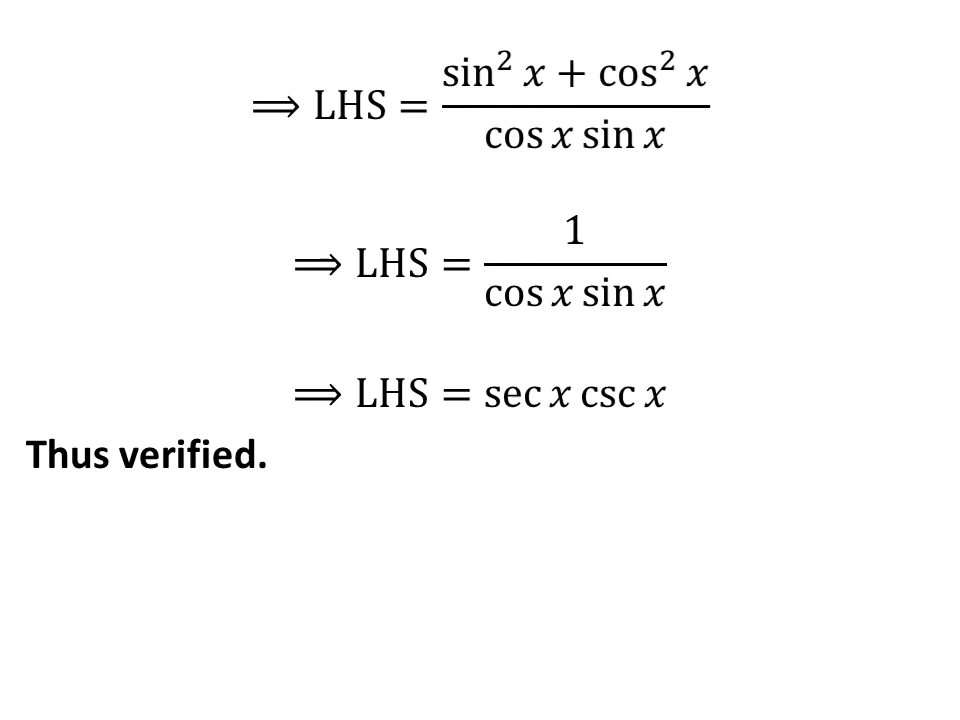 ⟹ LHS = (sin² x + cos² x)/(cos x sin x)
⟹ LHS = 1/(cos x sin x)
⟹ LHS = sec x csc x
Thus verified.